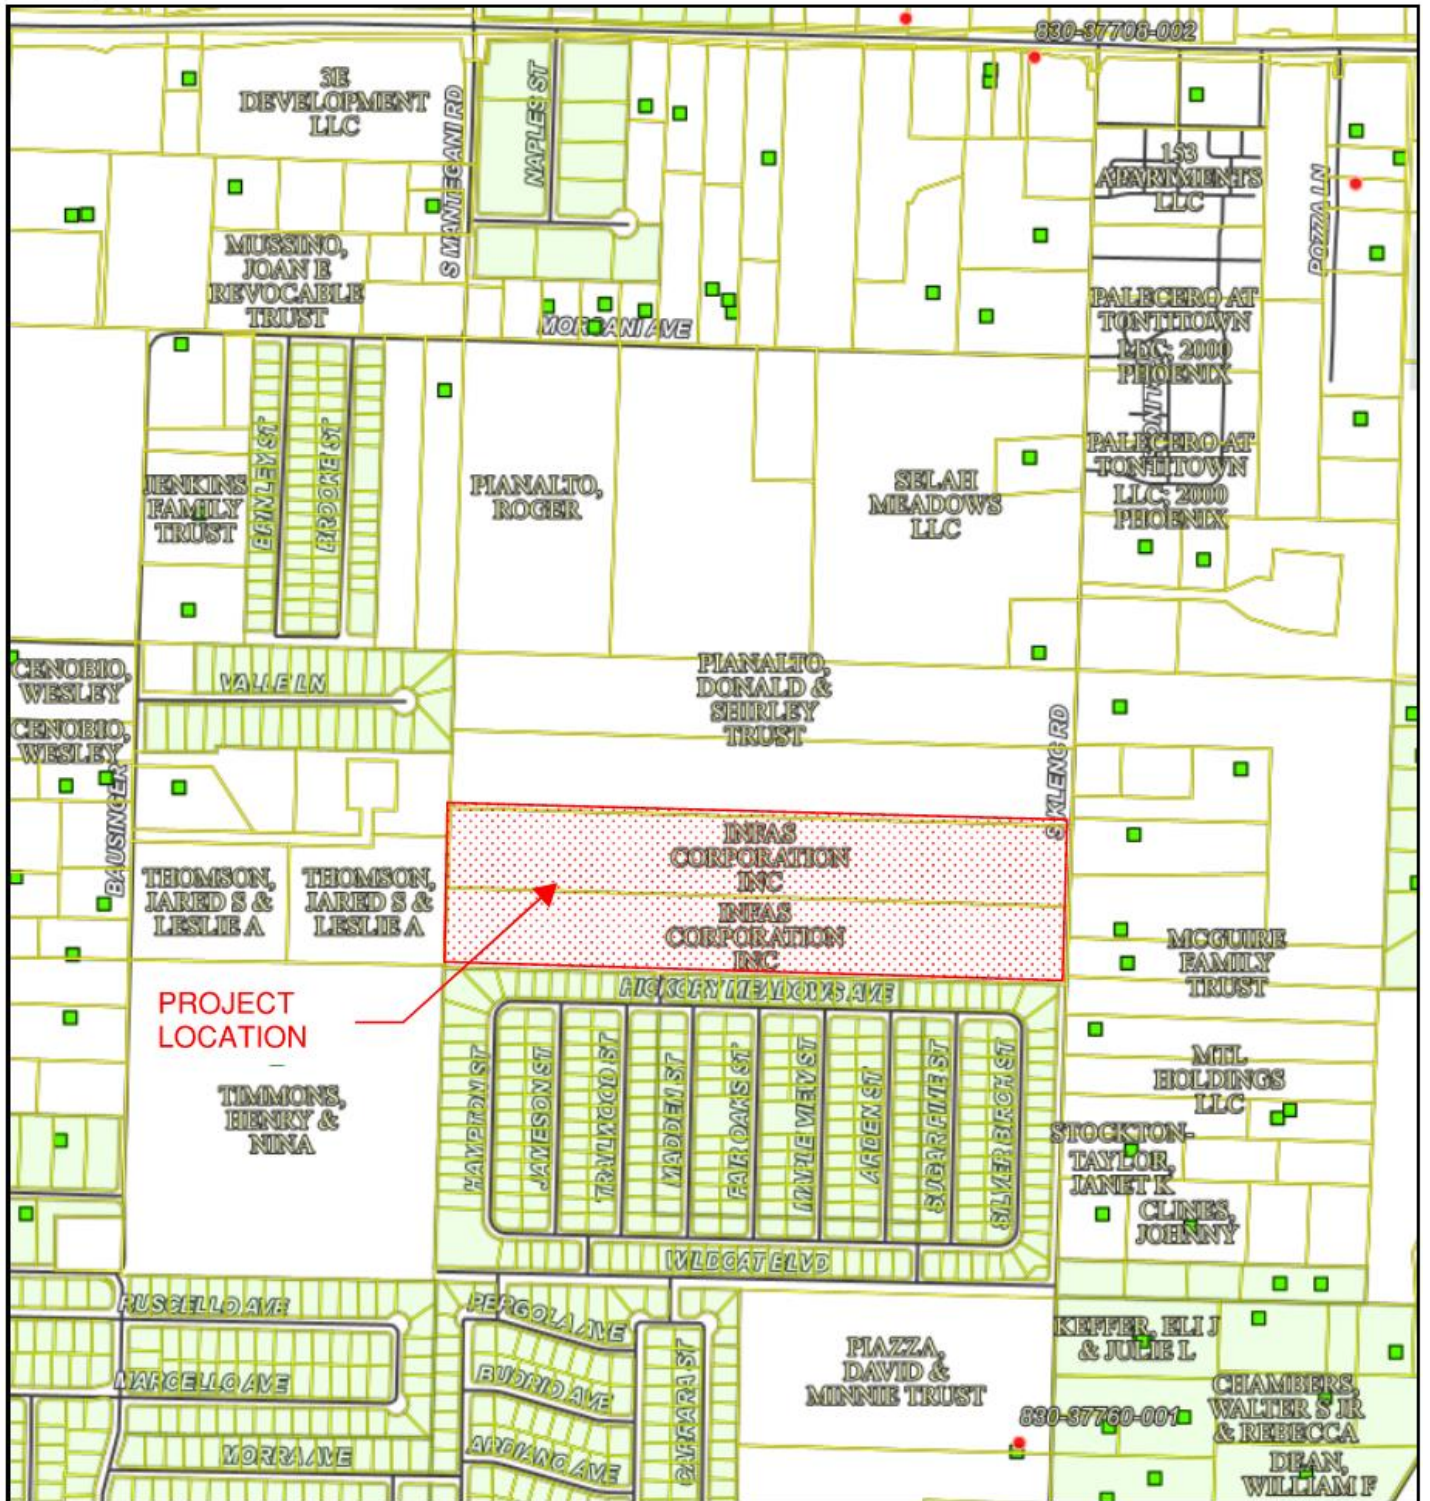 830-37708-002
3E
DEVELOPMENT
LLC
S MANTEGANI RD
NAPLES ST
153
APARTMENTS
LLC
POZZA LN
MUSSINO,
JOAN E
REVOCABLE
TRUST
MORSANI AVE
PALECERO AT
TONTITOWN
LLC; 2000
PHOENIX
BRINLEY ST
BROOKE ST
JENKINS
FAMILY
TRUST
PIANALTO,
ROGER
SELAH
MEADOWS
LLC
PALECERO AT
TONTITOWN
LLC; 2000
PHOENIX
CENOBIO,
WESLEY
VALLE LN
PIANALTO,
DONALD &
SHIRLEY
TRUST
CENOBIO,
WESLEY
S KLENC RD
BAUSINGER
INFAS
CORPORATION
INC
THOMSON,
JARED S &
LESLIE A
THOMSON,
JARED S &
LESLIE A
INFAS
CORPORATION
INC
MCGUIRE
FAMILY
TRUST
PROJECT
LOCATION
HICKORY MEADOWS AVE
TIMMONS,
HENRY &
NINA
HAMPTON ST
JAMESON ST
TRAILWOOD ST
MADDEN ST
FAIR OAKS ST
MAPLE VIEW ST
ARDEN ST
SUGAR FIVE ST
SILVER BIRCH ST
MTL
HOLDINGS
LLC
STOCKTON-
TAYLOR,
JANET K
CLINES,
JOHNNY
WILDCAT BLVD
RUSCELLO AVE
PERGOLA AVE
MARCELLO AVE
BUDRIO AVE
CARRARA ST
MORRA AVE
ARDIANO AVE
PIAZZA,
DAVID &
MINNIE TRUST
KEFFER, ELI J
& JULIE L
830-37760-001
CHAMBERS,
WALTER S JR
& REBECCA
DEAN,
WILLIAM F